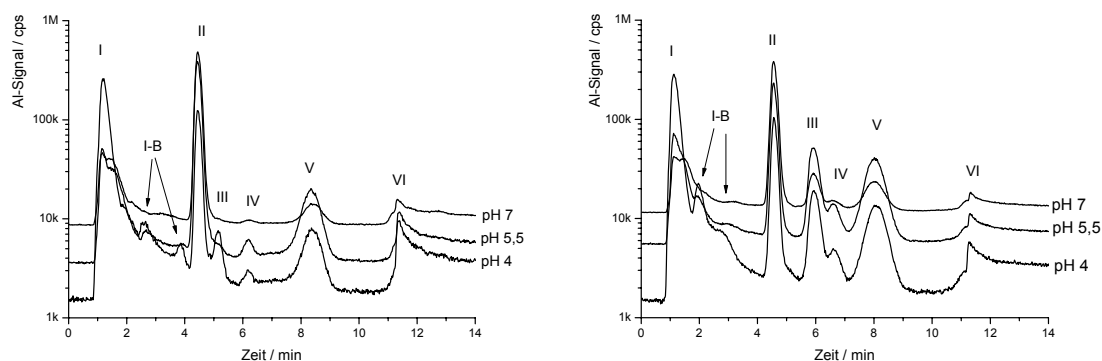 Al-Signal / cps
1M
100k
10k
1k
I
I-B
II
III
IV
V
VI
pH 7
pH 5,5
pH 4
0 2 4 6 8 10 12 14
Zeit / min
Al-Signal / cps
1M
100k
10k
1k
I
I-B
II
III
IV
V
VI
pH 7
pH 5,5
pH 4
0 2 4 6 8 10 12 14
Zeit / min